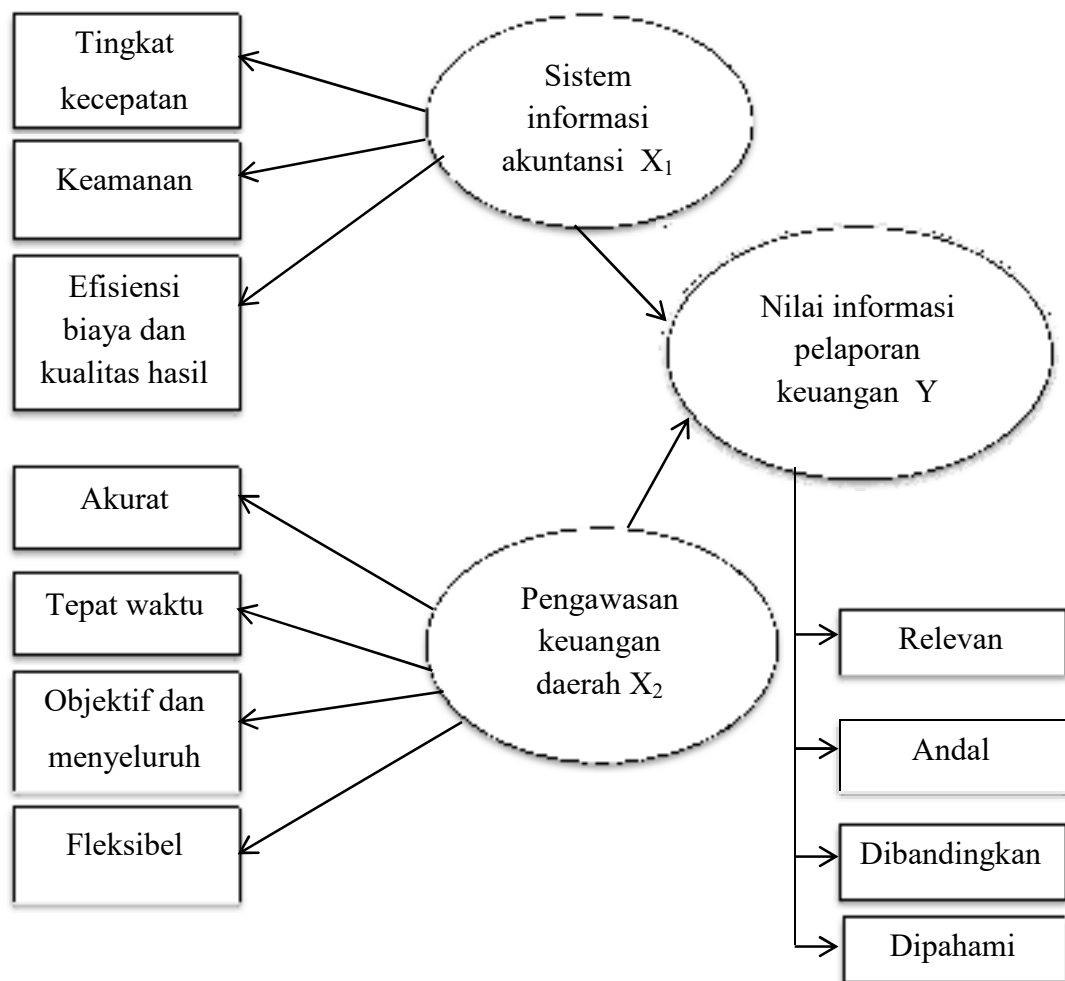 Tingkat
kecepatan
Keamanan
Efisiensi
biaya dan
kualitas hasil
Sistem
informasi
akuntansi X₁
Nilai informasi
pelaporan
keuangan Y
Akurat
Tepat waktu
Objektif dan
menyeluruh
Fleksibel
Pengawasan
keuangan
daerah X₂
Relevan
Andal
Dibandingkan
Dipahami